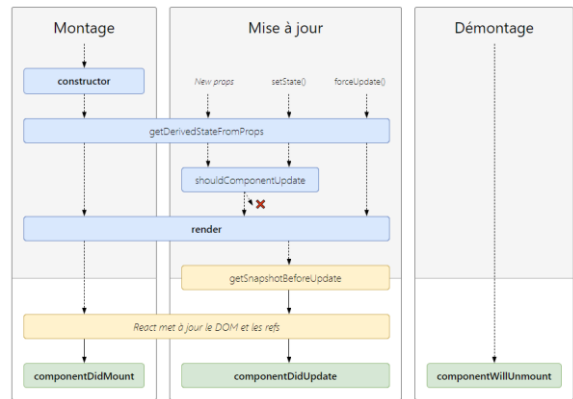 Montage
Mise à jour
Démontage
constructor
New props
setState()
forceUpdate()
getDerivedStateFromProps
shouldComponentUpdate
render
getSnapshotBeforeUpdate
React met à jour le DOM et les refs
componentDidMount
componentDidUpdate
componentWillUnmount